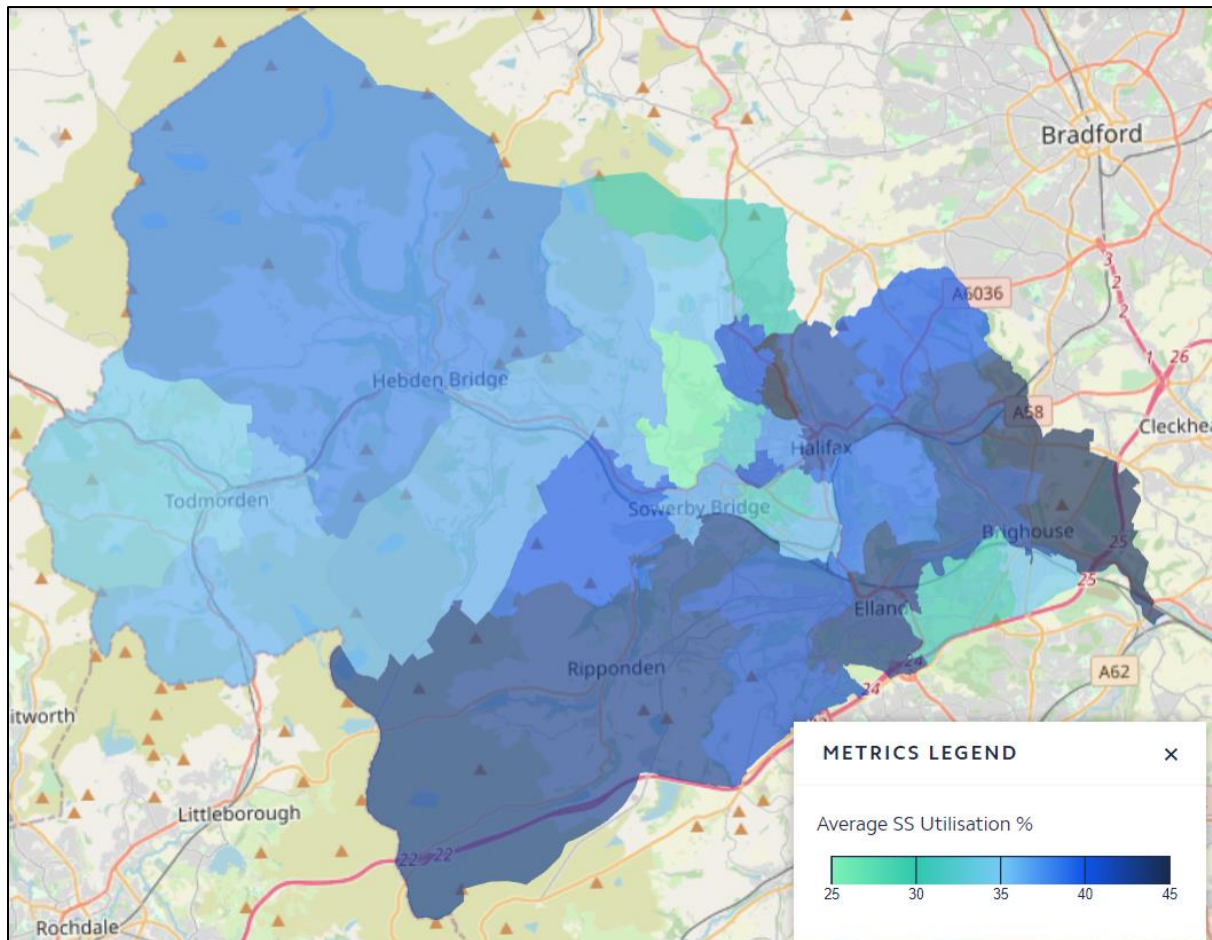 Bradford
3
2
2
A6036
1
26
Hebden Bridge
A58
Cleckhea
Halifax
Todmorden
Sowerby Bridge
Brighouse
25
25
Elland
24
Ripponden
A62
24
itworth
METRICS LEGEND ×
Littleborough
Average SS Utilisation %
22 22
25 30 35 40 45
Rochdale